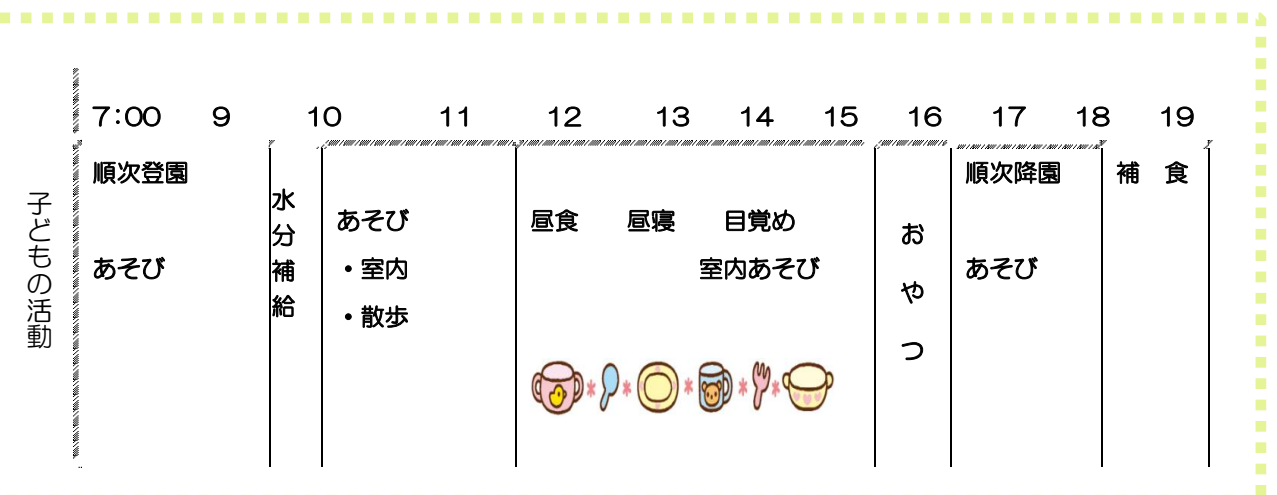 7:00 9 10 11 12 13 14 15 16 17 18 19
子どもの活動
順次登園
あそび
水分補給
あそび
・室内
・散歩
昼食 昼寝 目覚め
室内あそび
おやつ
順次降園
あそび
補 食